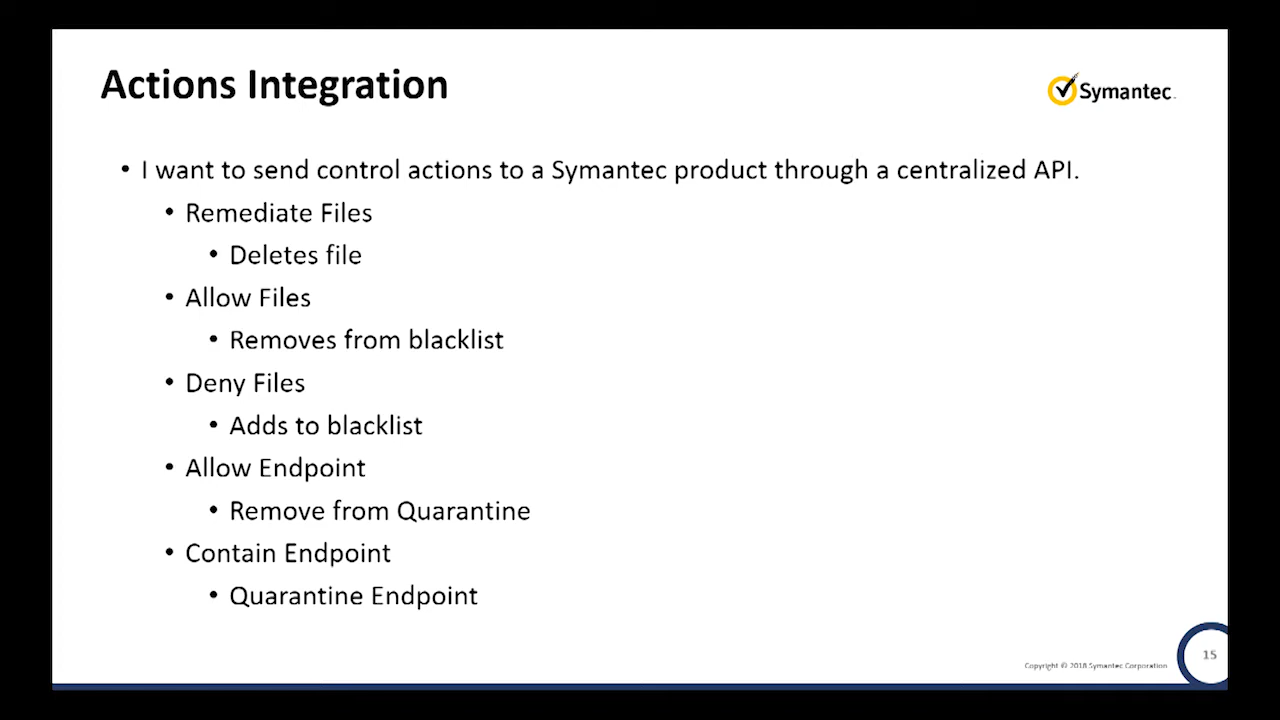 Actions Integration
Symantec
• I want to send control actions to a Symantec product through a centralized API.
• Remediate Files
• Deletes file
• Allow Files
• Removes from blacklist
• Deny Files
• Adds to blacklist
• Allow Endpoint
• Remove from Quarantine
• Contain Endpoint
• Quarantine Endpoint
Copyright © 2018 Symantec Corporation
15